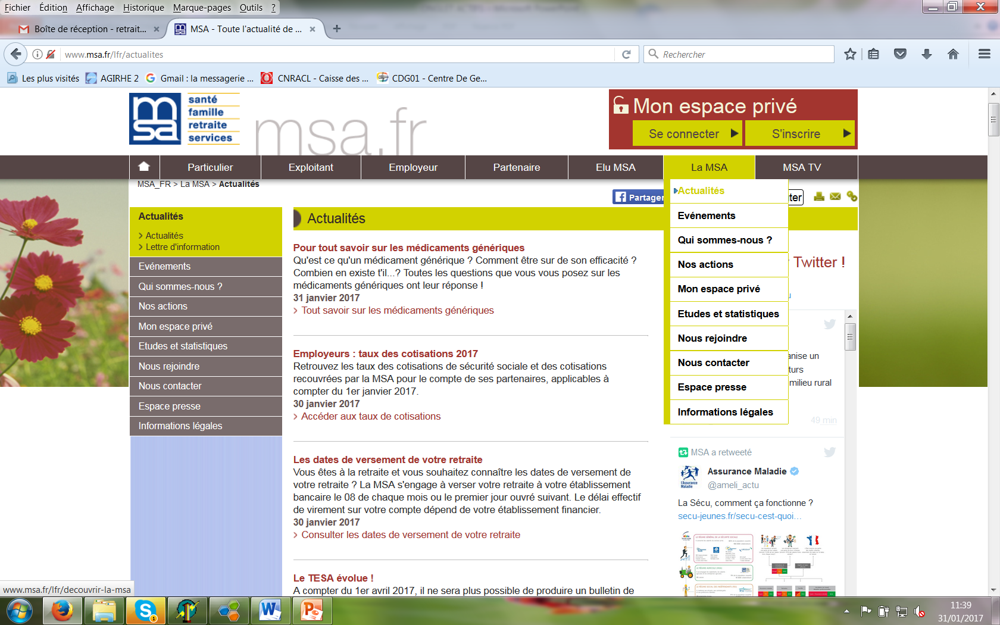 Fichier Édition Affichage Historique Marque-pages Outils ?
Boîte de réception - retrait... × MSA - Toute l'actualité de ... × +
www.msa.fr/lfr/actualites Rechercher
Les plus visités AGIRHE 2 Gmail : la messagerie ... CNRACL - Caisse des ... CDG01 - Centre De Ge...
msa santé famille retraite services
msa.fr
Mon espace privé
Se connecter S'inscrire
Particulier Exploitant Employeur Partenaire Elu MSA La MSA MSA TV
MSA_FR > La MSA > Actualités
Partager
ter
Actualités
Actualités
Lettre d'information
Evénements
Qui sommes-nous ?
Nos actions
Mon espace privé
Etudes et statistiques
Nous rejoindre
Nous contacter
Espace presse
Informations légales
Actualités
Pour tout savoir sur les médicaments génériques
Qu'est ce qu'un médicament générique ? Comment être sur de son efficacité ?
Combien en existe t'il...? Toutes les questions que vous vous posez sur les
médicaments génériques ont leur réponse !
31 janvier 2017
> Tout savoir sur les médicaments génériques
Employeurs : taux des cotisations 2017
Retrouvez les taux des cotisations de sécurité sociale et des cotisations
recouvrées par la MSA pour le compte de ses partenaires, applicables à
compter du 1er janvier 2017.
30 janvier 2017
> Accéder aux taux de cotisations
Les dates de versement de votre retraite
Vous êtes à la retraite et vous souhaitez connaître les dates de versement de
votre retraite ? La MSA s'engage à verser votre retraite à votre établissement
bancaire le 08 de chaque mois ou le premier jour ouvré suivant. Le délai effectif
de virement sur votre compte dépend de votre établissement financier.
30 janvier 2017
> Consulter les dates de versement de votre retraite
Le TESA évolue !
A compter du 1er avril 2017, il ne sera plus possible de produire un bulletin de
Actualités
Evénements
Qui sommes-nous ?
Nos actions
Mon espace privé
Etudes et statistiques
Nous rejoindre
Nous contacter
Espace presse
Informations légales
Twitter !
anise un
turs
milieu rural
49 min
MSA a retweeté
Assurance Maladie
@ameli_actu
La Sécu, comment ça fonctionne ?
secu-jeunes.fr/secu-cest-quoi...
www.msa.fr/lfr/decouvrir-la-msa
11:39
31/01/2017